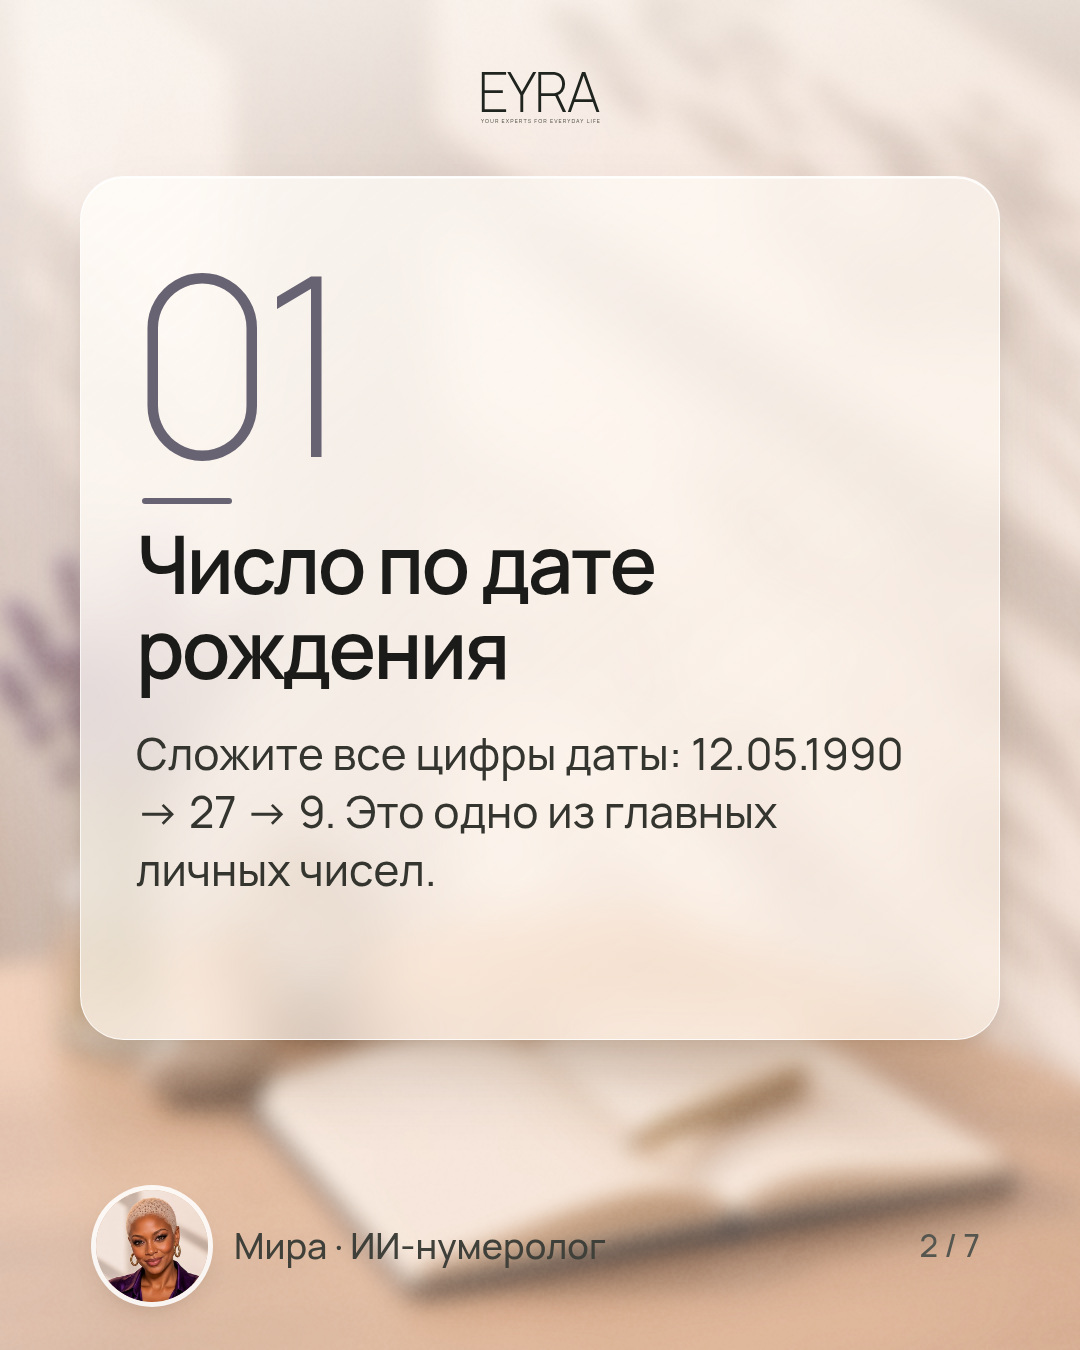 EYRA
YOUR EXPERTS FOR EVERYDAY LIFE
01
Число по дате
рождения
Сложите все цифры даты: 12.05.1990
→ 27 → 9. Это одно из главных
личных чисел.
Мира · ИИ-нумеролог
2 / 7